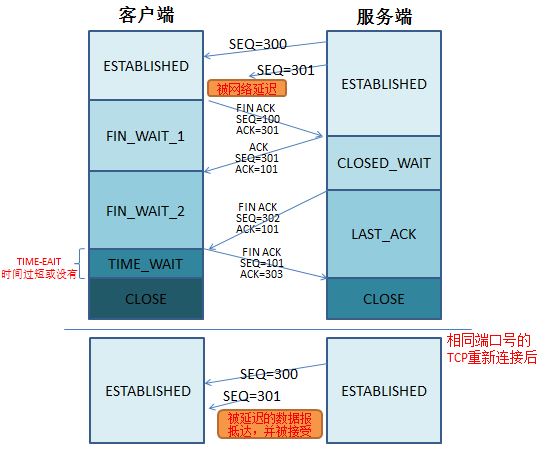 客户端
服务端
SEQ=300
ESTABLISHED
SEQ=301
ESTABLISHED
被网络延迟
FIN ACK
SEQ=100
ACK=301
FIN_WAIT_1
ACK
SEQ=301
ACK=101
CLOSED_WAIT
FIN_WAIT_2
FIN ACK
SEQ=302
ACK=101
LAST_ACK
TIME-EAIT
时间过短或没有
TIME_WAIT
FIN ACK
SEQ=101
ACK=303
CLOSE
CLOSE
相同端口号的
TCP重新连接后
SEQ=300
ESTABLISHED
SEQ=301
ESTABLISHED
被延迟的数据报
抵达，并被接受